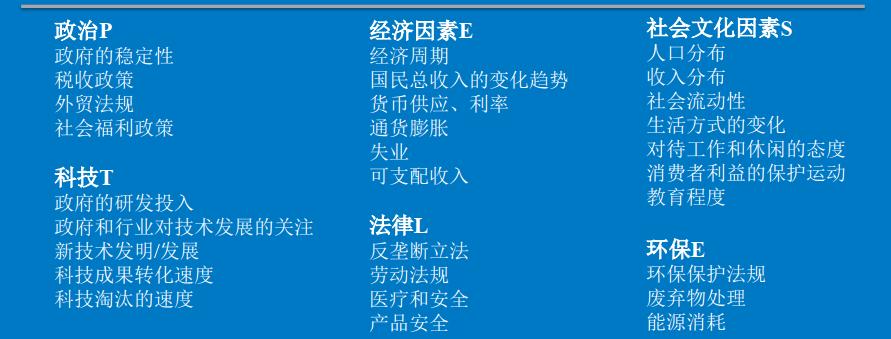 政治P
政府的稳定性
税收政策
外贸法规
社会福利政策
科技T
政府的研发投入
政府和行业对技术发展的关注
新技术发明/发展
科技成果转化速度
科技淘汰的速度
经济因素E
经济周期
国民总收入的变化趋势
货币供应、利率
通货膨胀
失业
可支配收入
法律L
反垄断立法
劳动法规
医疗和安全
产品安全
社会文化因素S
人口分布
收入分布
社会流动性
生活方式的变化
对待工作和休闲的态度
消费者利益的保护运动
教育程度
环保E
环保保护法规
废弃物处理
能源消耗